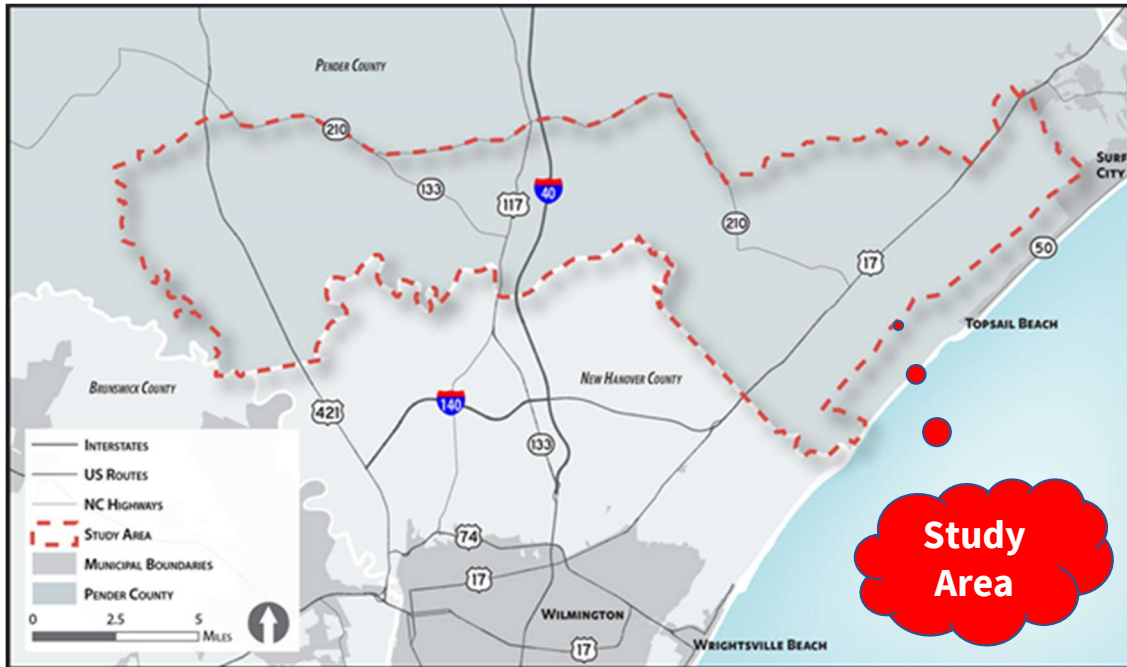 PENDER COUNTY
210
133
117
40
210
17
SURF
CITY
50
TOPSAIL BEACH
BRUNSWICK COUNTY
NEW HANOVER COUNTY
421
140
133
INTERSTATES
US ROUTES
NC HIGHWAYS
STUDY AREA
MUNICIPAL BOUNDARIES
PENDER COUNTY
0 2.5 5
MILES
74
17
WILMINGTON
17
WRIGHTSVILLE BEACH
Study
Area